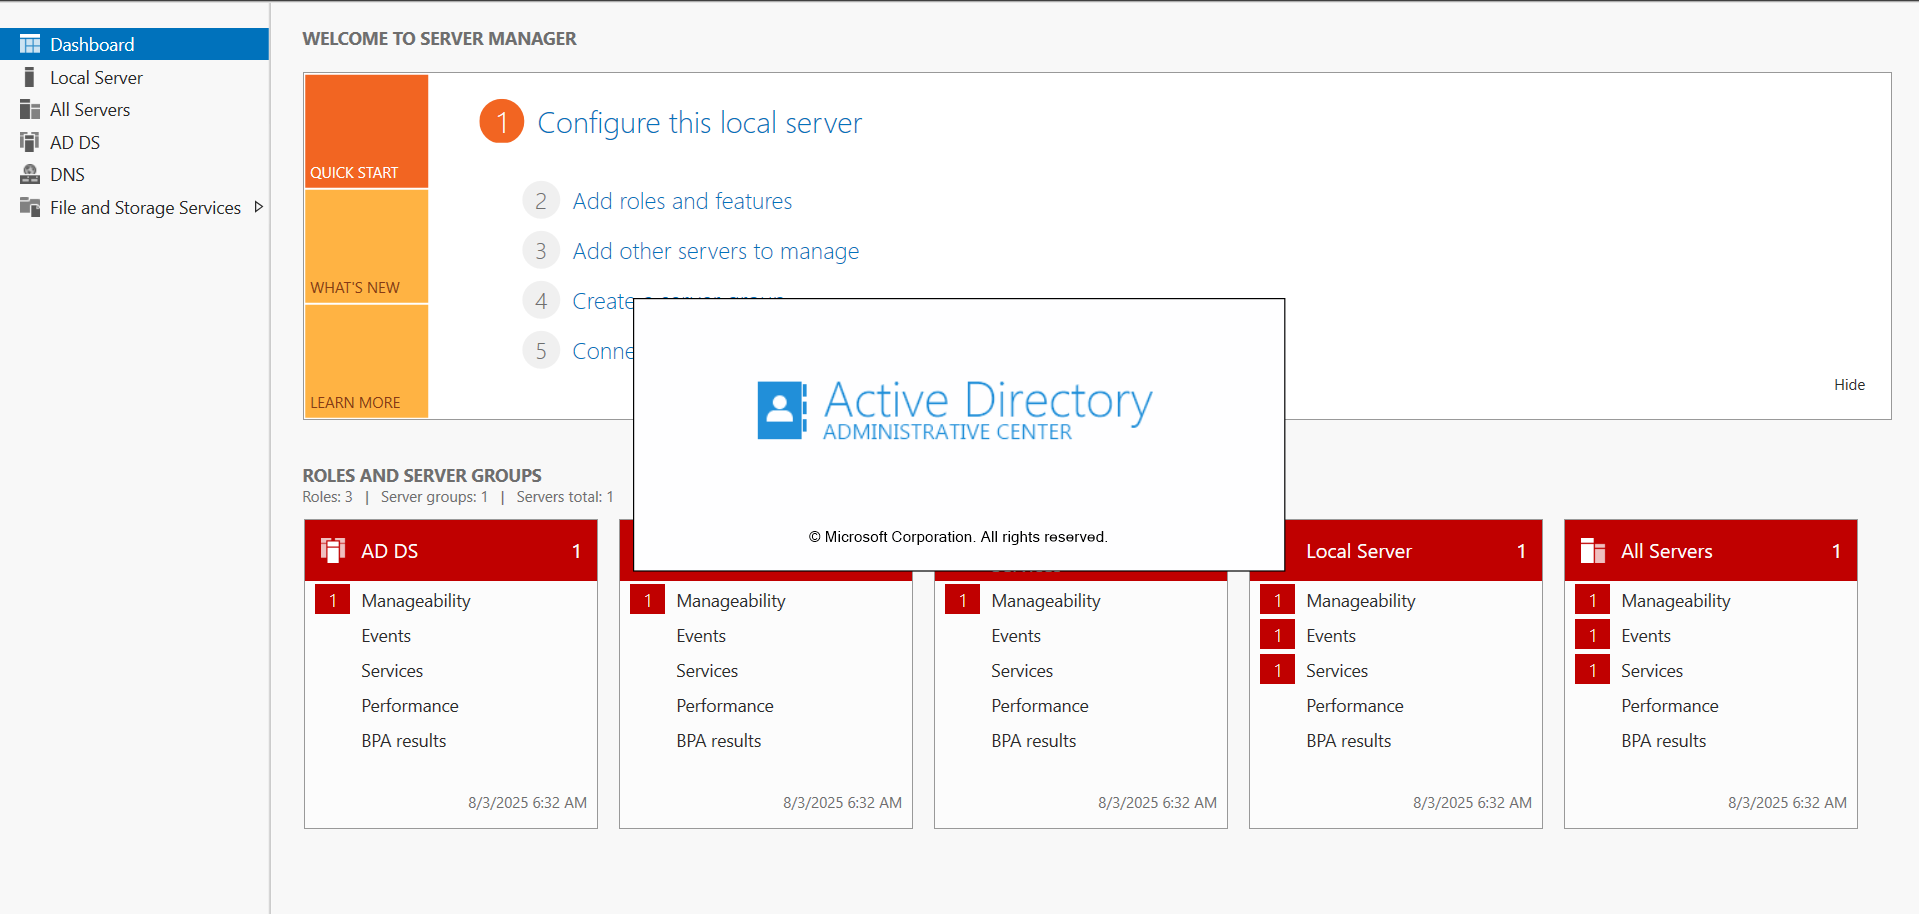 Dashboard
Local Server
All Servers
AD DS
DNS
File and Storage Services
WELCOME TO SERVER MANAGER
QUICK START
WHAT'S NEW
LEARN MORE
1 Configure this local server
2 Add roles and features
3 Add other servers to manage
4 Create
5
Hide
Active Directory
ADMINISTRATIVE CENTER
© Microsoft Corporation. All rights reserved.
ROLES AND SERVER GROUPS
Roles: 3 | Server groups: 1 | Servers total: 1
AD DS 1
1 Manageability
Events
Services
Performance
BPA results
8/3/2025 6:32 AM
1 Manageability
Events
Services
Performance
BPA results
8/3/2025 6:32 AM
1 Manageability
Events
Services
Performance
BPA results
8/3/2025 6:32 AM
Local Server 1
1 Manageability
1 Events
1 Services
Performance
BPA results
8/3/2025 6:32 AM
All Servers 1
1 Manageability
1 Events
1 Services
Performance
BPA results
8/3/2025 6:32 AM